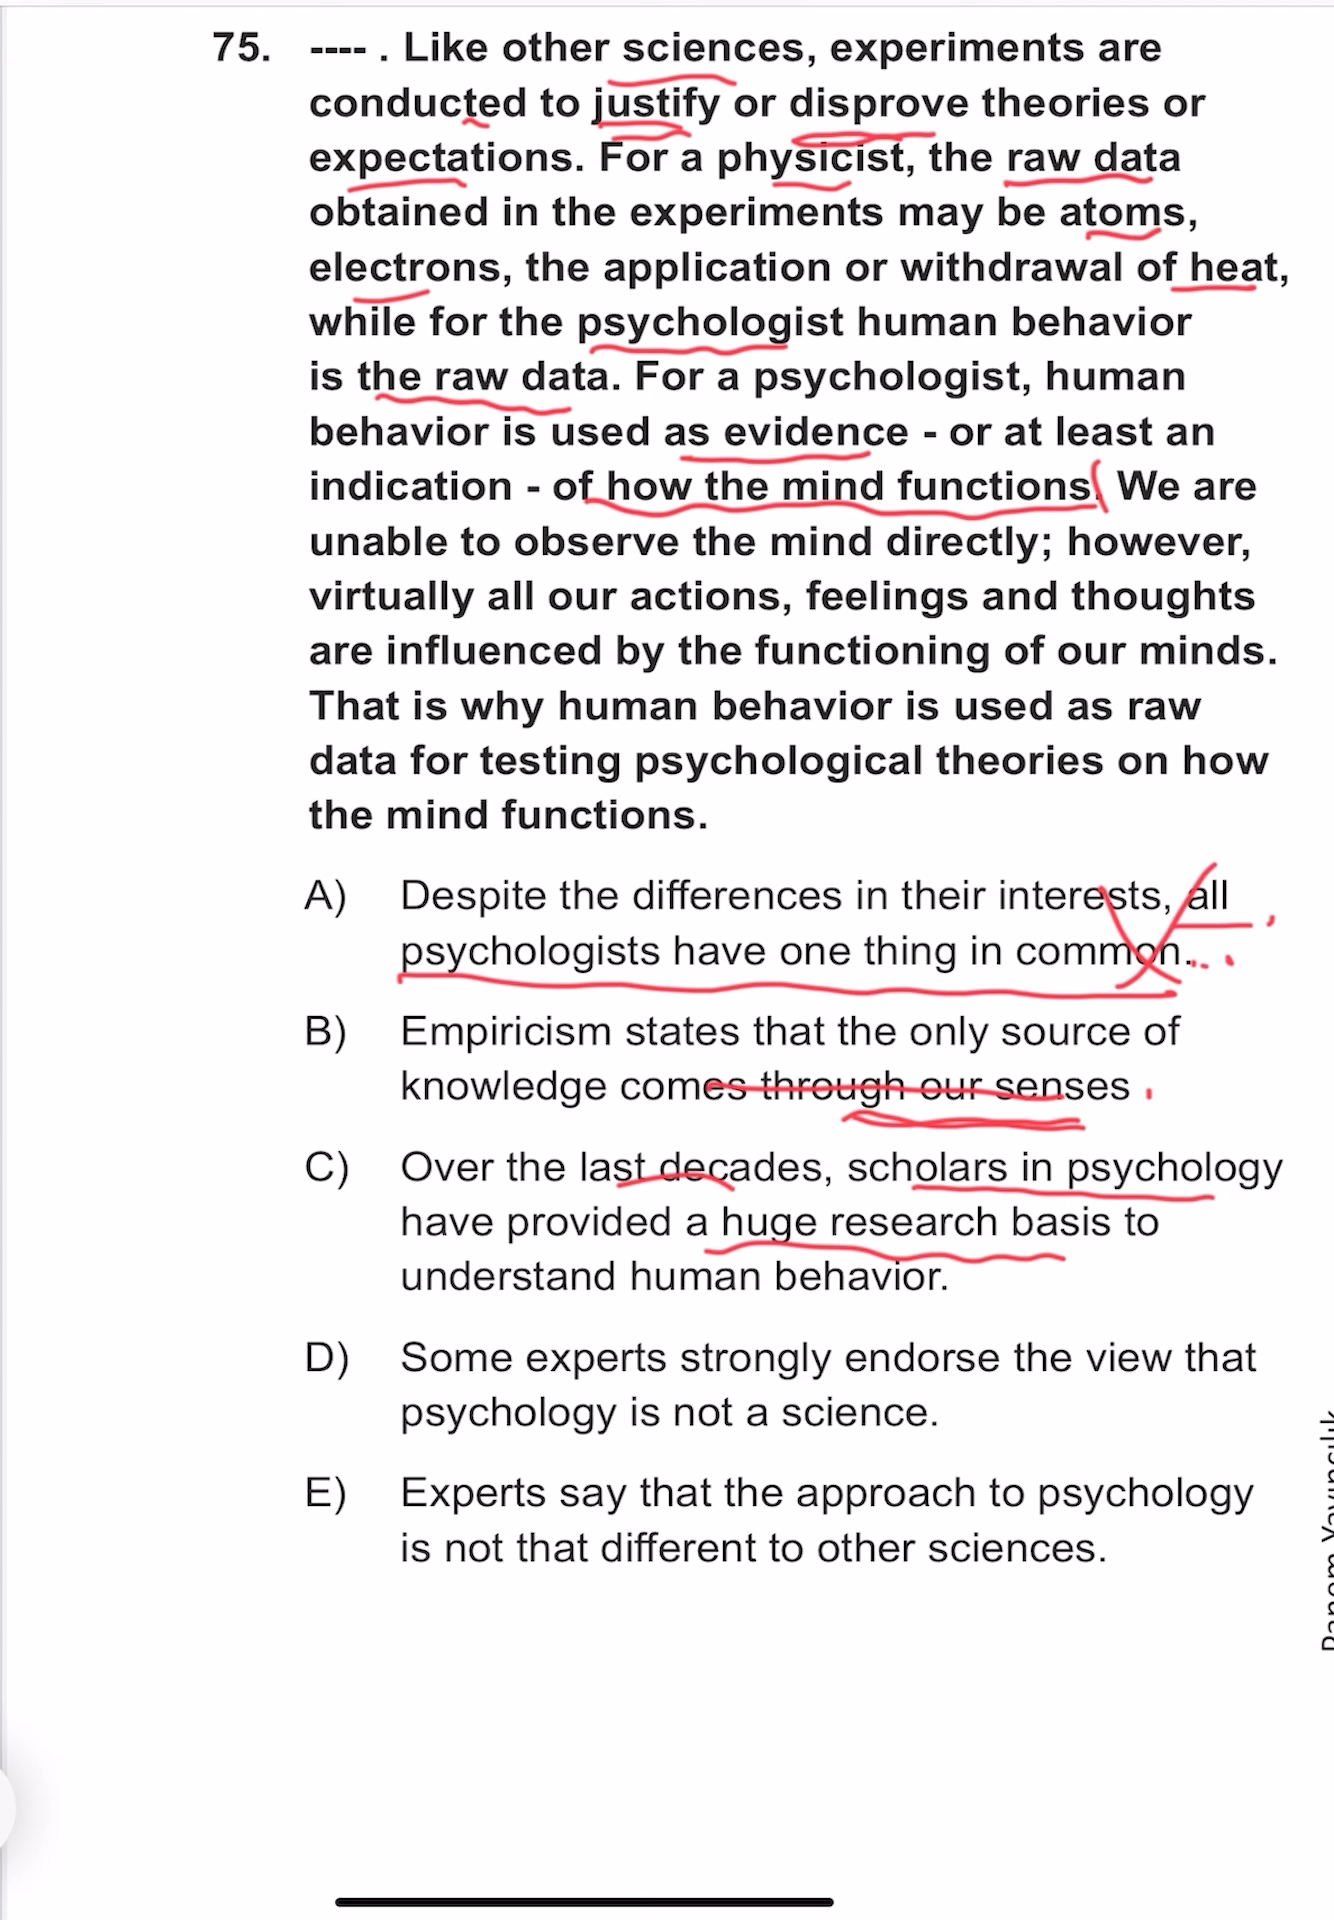 75. ---- . Like other sciences, experiments are
conducted to justify or disprove theories or
expectations. For a physicist, the raw data
obtained in the experiments may be atoms,
electrons, the application or withdrawal of heat,
while for the psychologist human behavior
is the raw data. For a psychologist, human
behavior is used as evidence - or at least an
indication - of how the mind functions. We are
unable to observe the mind directly; however,
virtually all our actions, feelings and thoughts
are influenced by the functioning of our minds.
That is why human behavior is used as raw
data for testing psychological theories on how
the mind functions.
A) Despite the differences in their interests, all
psychologists have one thing in common.
B) Empiricism states that the only source of
knowledge comes through our senses
C) Over the last decades, scholars in psychology
have provided a huge research basis to
understand human behavior.
D) Some experts strongly endorse the view that
psychology is not a science.
E) Experts say that the approach to psychology
is not that different to other sciences.